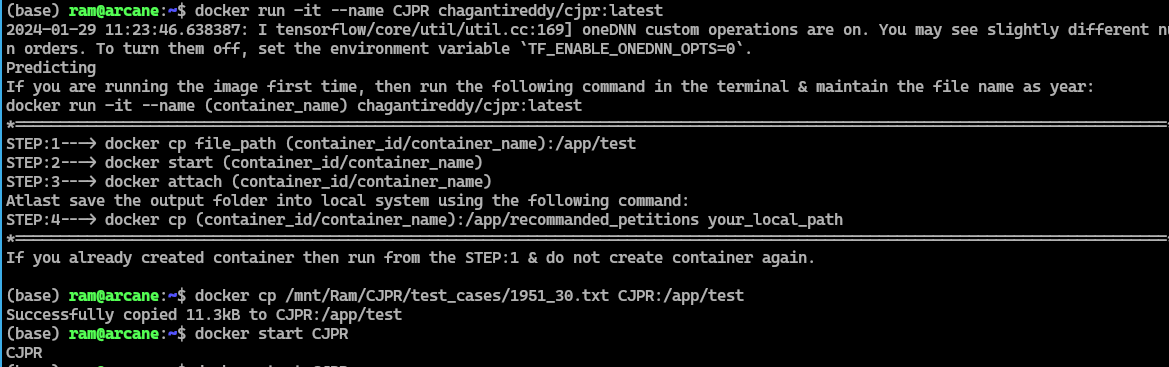 (base) ram@arcane:~$ docker run -it --name CJPR chagantireddy/cjpr:latest
2024-01-29 11:23:46.638387: I tensorflow/core/util/util.cc:169] oneDNN custom operations are on. You may see slightly different nu
n orders. To turn them off, set the environment variable `TF_ENABLE_ONEDNN_OPTS=0`.
Predicting
If you are running the image first time, then run the following command in the terminal & maintain the file name as year:
docker run -it --name (container_name) chagantireddy/cjpr:latest
STEP:1---> docker cp file_path (container_id/container_name):/app/test
STEP:2---> docker start (container_id/container_name)
STEP:3---> docker attach (container_id/container_name)
Atlast save the output folder into local system using the following command:
STEP:4---> docker cp (container_id/container_name):/app/recommanded_petitions your_local_path
If you already created container then run from the STEP:1 & do not create container again.
(base) ram@arcane:~$ docker cp /mnt/Ram/CJPR/test_cases/1951_30.txt CJPR:/app/test
Successfully copied 11.3kB to CJPR:/app/test
(base) ram@arcane:~$ docker start CJPR
CJPR